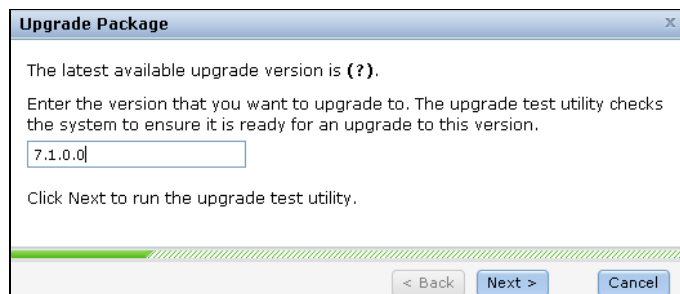 Upgrade Package
x
The latest available upgrade version is (?).
Enter the version that you want to upgrade to. The upgrade test utility checks
the system to ensure it is ready for an upgrade to this version.
7.1.0.0
Click Next to run the upgrade test utility.
< Back Next > Cancel